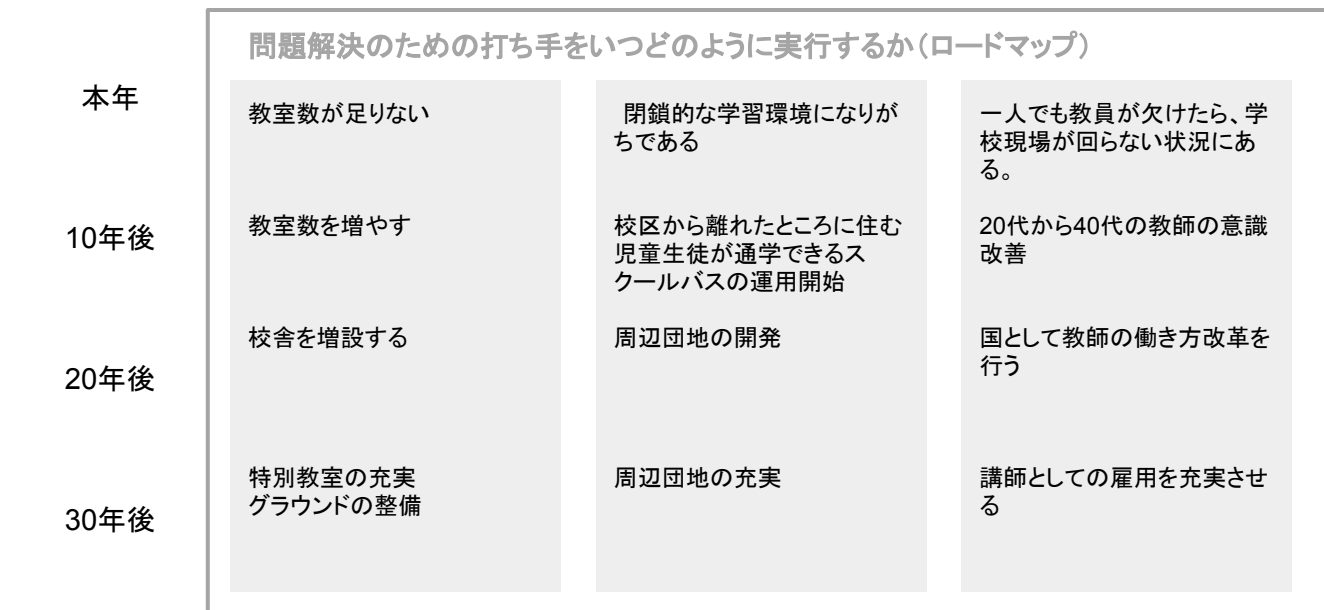 問題解決のための打ち手をいつどのように実行するか（ロードマップ）
本年
教室数が足りない
閉鎖的な学習環境になりが
ちである
一人でも教員が欠けたら、学
校現場が回らない状況にあ
る。
10年後
教室数を増やす
校区から離れたところに住む
児童生徒が通学できるス
クールバスの運用開始
20代から40代の教師の意識
改善
20年後
校舎を増設する
周辺団地の開発
国として教師の働き方改革を
行う
30年後
特別教室の充実
グラウンドの整備
周辺団地の充実
講師としての雇用を充実させ
る